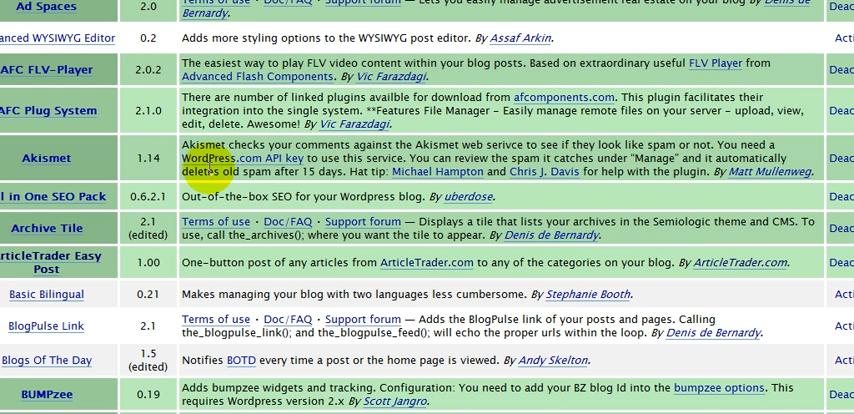 Ad Spaces 2.0 Terms of use · Doc/FAQ · Support forum — Lets you easily manage advertisement real estate on your blog By Denis de
Bernardy.
anced WYSIWYG Editor 0.2 Adds more styling options to the WYSIWYG post editor. By Assaf Arkin. Acti
AFC FLV-Player 2.0.2 The easiest way to play FLV video content within your blog posts. Based on extraordinary useful FLV Player from Deac
Advanced Flash Components. By Vic Farazdagi.
There are number of linked plugins availble for download from afcomponents.com. This plugin facilitates their
AFC Plug System 2.1.0 integration into the single system. **Features File Manager - Easily manage remote files on your server - upload, view, Deac
edit, delete. Awesome! By Vic Farazdagi.
Akismet checks your comments against the Akismet web serivce to see if they look like spam or not. You need a
Akismet 1.14 WordPress.com API key to use this service. You can review the spam it catches under "Manage" and it automatically Deac
deletes old spam after 15 days. Hat tip: Michael Hampton and Chris J. Davis for help with the plugin. By Matt Mullenweg.
l in One SEO Pack 0.6.2.1 Out-of-the-box SEO for your Wordpress blog. By uberdose. Deac
Archive Tile 2.1 (edited) Terms of use · Doc/FAQ · Support forum — Displays a tile that lists your archives in the Semiologic theme and CMS. To Deac
use, call the_archives(); where you want the tile to appear. By Denis de Bernardy.
rticleTrader Easy Post 1.00 One-button post of any articles from ArticleTrader.com to any of the categories on your blog. By ArticleTrader.com. Deac
Basic Bilingual 0.21 Makes managing your blog with two languages less cumbersome. By Stephanie Booth. Acti
BlogPulse Link 2.1 Terms of use · Doc/FAQ · Support forum — Adds the BlogPulse link of your posts and pages. Calling Acti
the_blogpulse_link(); and the_blogpulse_feed(); will echo the proper urls within the loop. By Denis de Bernardy.
Blogs Of The Day 1.5 (edited) Notifies BOTD every time a post or the home page is viewed. By Andy Skelton. Acti
BUMPzee 0.19 Adds bumpzee widgets and tracking. Configuration: You need to add your BZ blog Id into the bumpzee options. This Deac
requires Wordpress version 2.x By Scott Jangro.